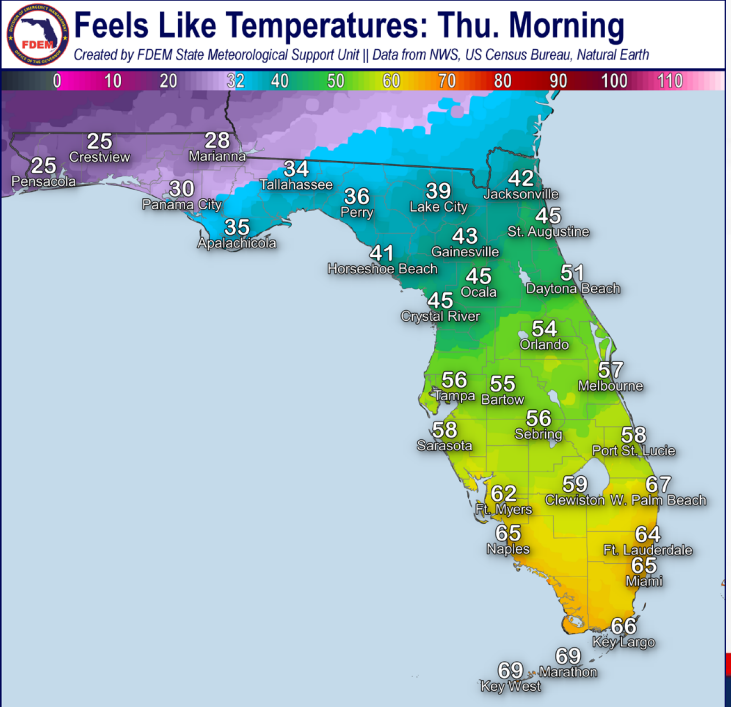 FDEM
Feels Like Temperatures: Thu. Morning
Created by FDEM State Meteorological Support Unit || Data from NWS, US Census Bureau, Natural Earth
0 10 20 32 40 50 60 70 80 90 100 110
25
Crestview
28
Marianna
25
Pensacola
34
Tallahassee
30
Panama City
36
Perry
39
Lake City
42
Jacksonville
35
Apalachicola
45
St. Augustine
43
Gainesville
41
Horseshoe Beach
45
Ocala
51
Daytona Beach
45
Crystal River
54
Orlando
56
Tampa
55
Bartow
57
Melbourne
58
Sarasota
56
Sebring
58
Port St. Lucie
62
Ft. Myers
59
Clewiston
67
W. Palm Beach
65
Naples
64
Ft. Lauderdale
65
Miami
66
Key Largo
69
Marathon
69
Key West